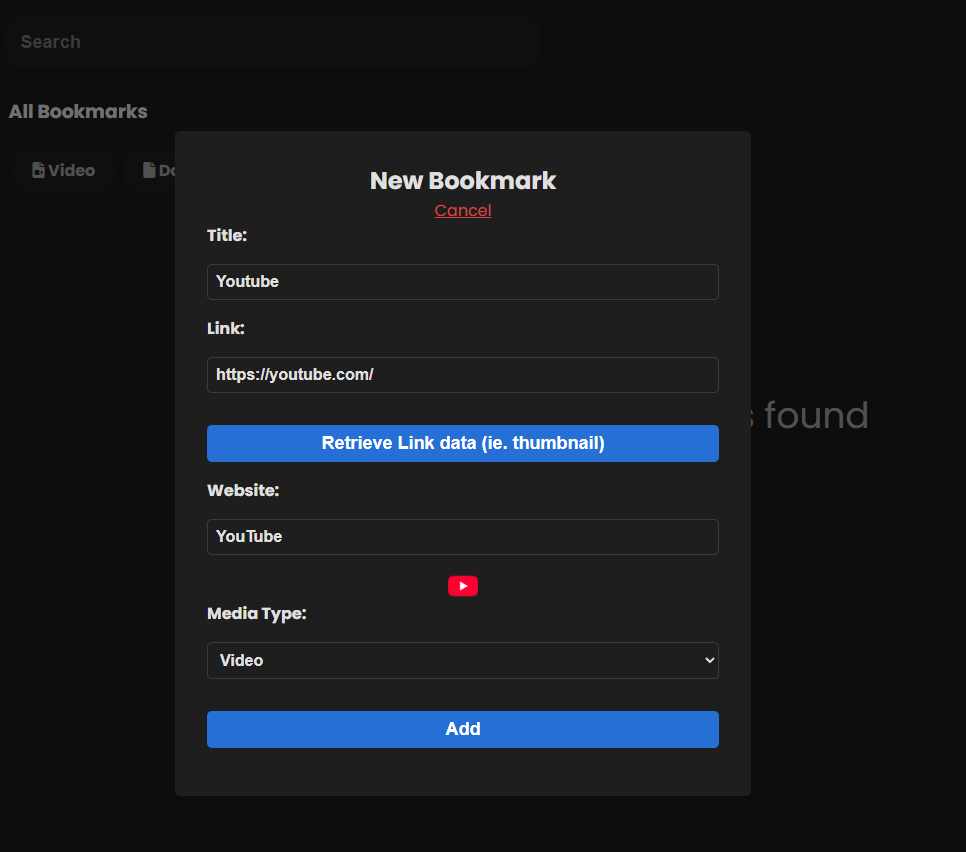 Search
All Bookmarks
Video
New Bookmark
Cancel
Title:
Youtube
Link:
https://youtube.com/
found
Retrieve Link data (ie. thumbnail)
Website:
YouTube
Media Type:
Video
Add